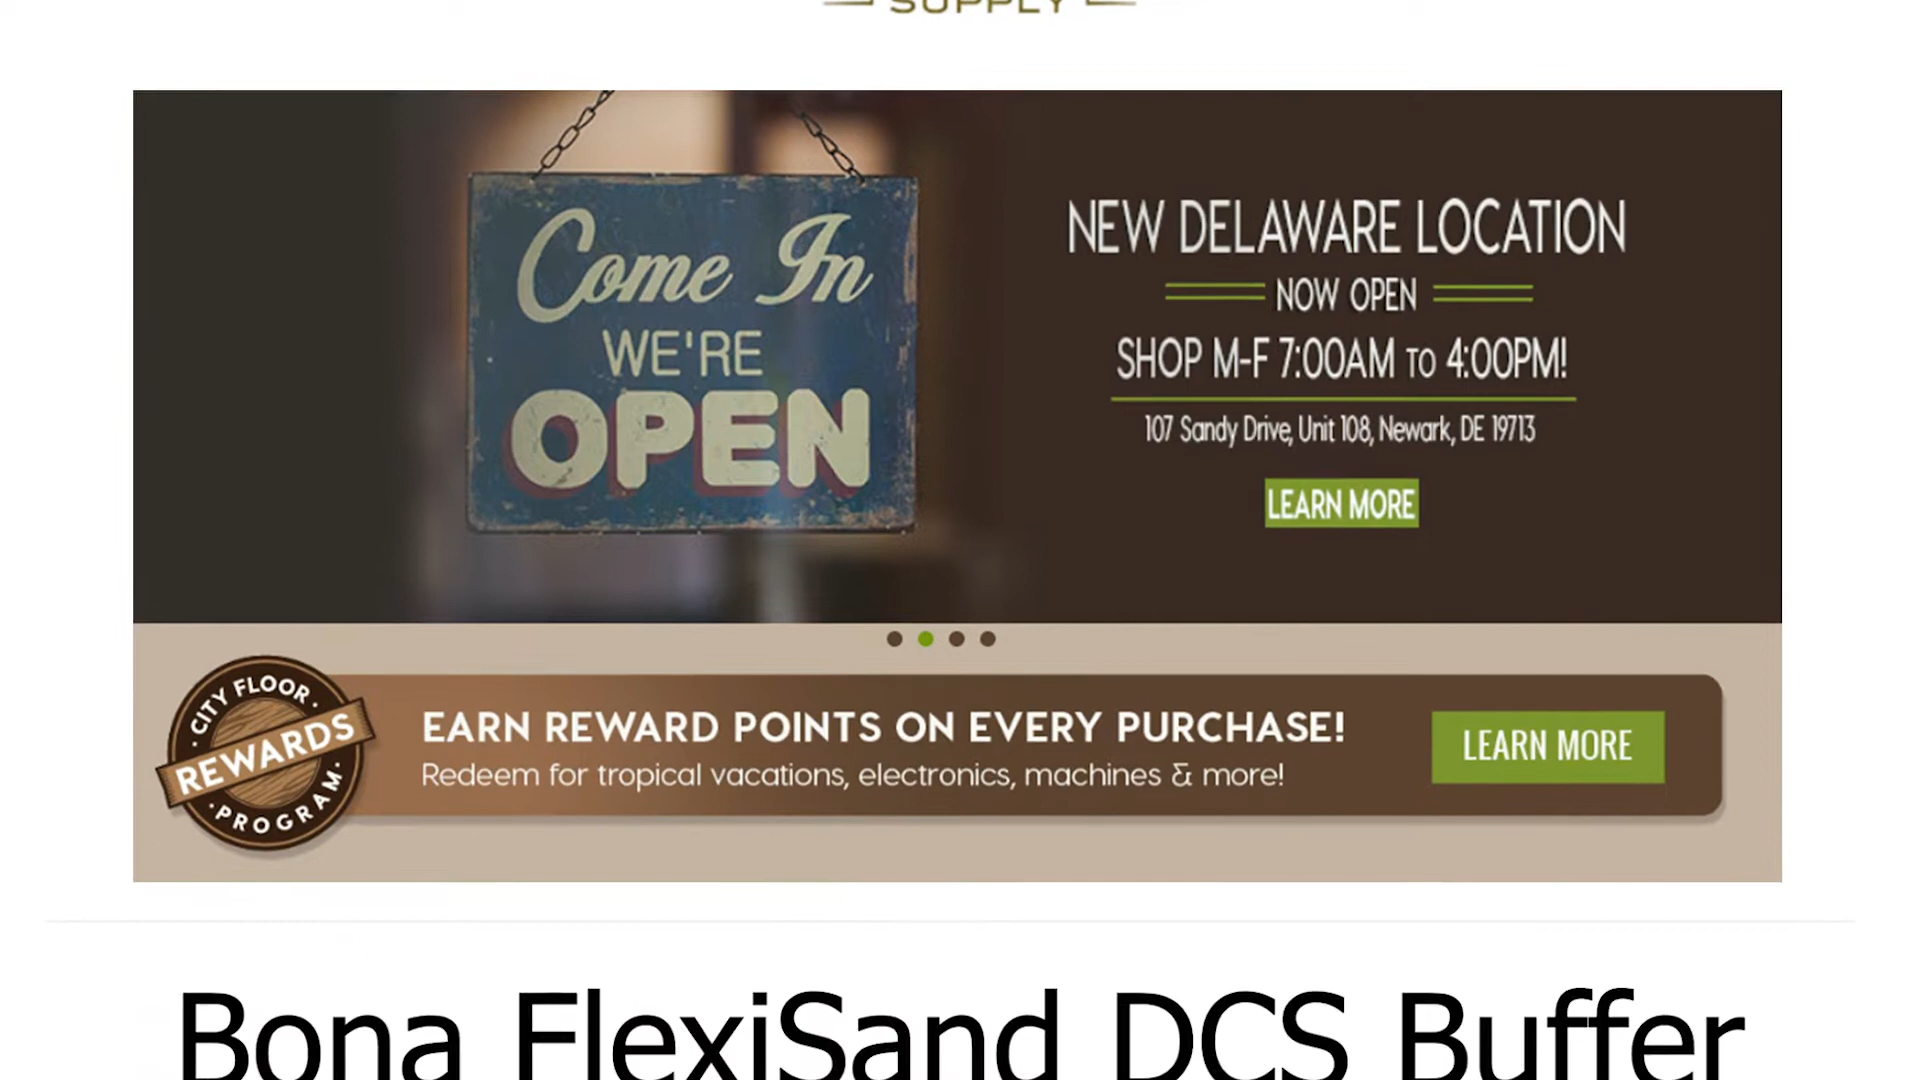 SUPPLY
Come In
WE'RE
OPEN
NEW DELAWARE LOCATION
NOW OPEN
SHOP M-F 7:00AM TO 4:00PM!
107 Sandy Drive, Unit 108, Newark, DE 19713
LEARN MORE
· CITY FLOOR ·
REWARDS
· PROGRAM ·
EARN REWARD POINTS ON EVERY PURCHASE!
Redeem for tropical vacations, electronics, machines & more!
LEARN MORE
Bona FlexiSand DCS Buffer